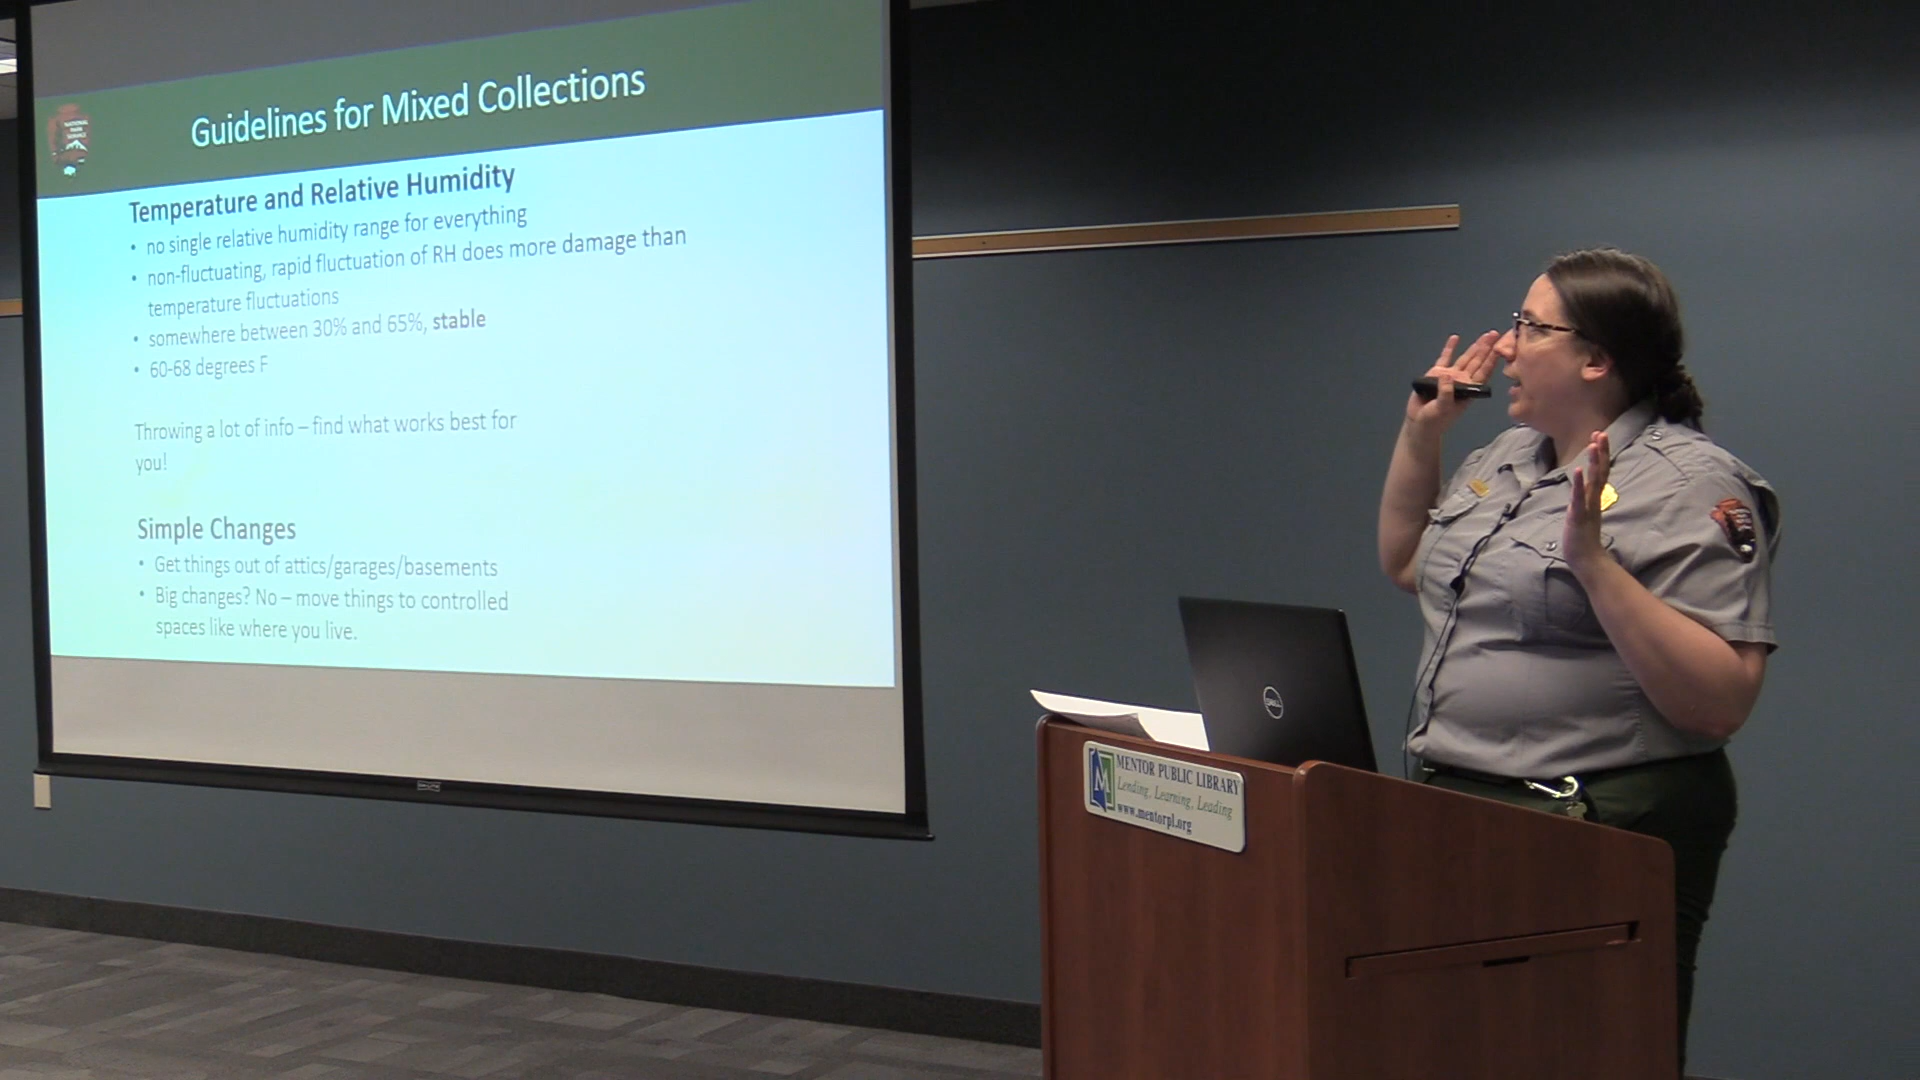 Guidelines for Mixed Collections
NATIONAL
PARK
SERVICE
Temperature and Relative Humidity
• no single relative humidity range for everything
• non-fluctuating, rapid fluctuation of RH does more damage than
temperature fluctuations
• somewhere between 30% and 65%, stable
• 60-68 degrees F
Throwing a lot of info – find what works best for
you!
Simple Changes
• Get things out of attics/garages/basements
• Big changes? No – move things to controlled
spaces like where you live.
DELL
M
MENTOR PUBLIC LIBRARY
Lending, Learning, Leading
www.mentorpl.org